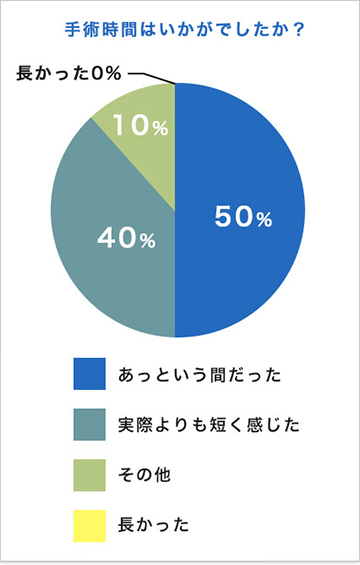 手術時間はいかがでしたか？
長かった0%
10%
50%
40%
あっという間だった
実際よりも短く感じた
その他
長かった